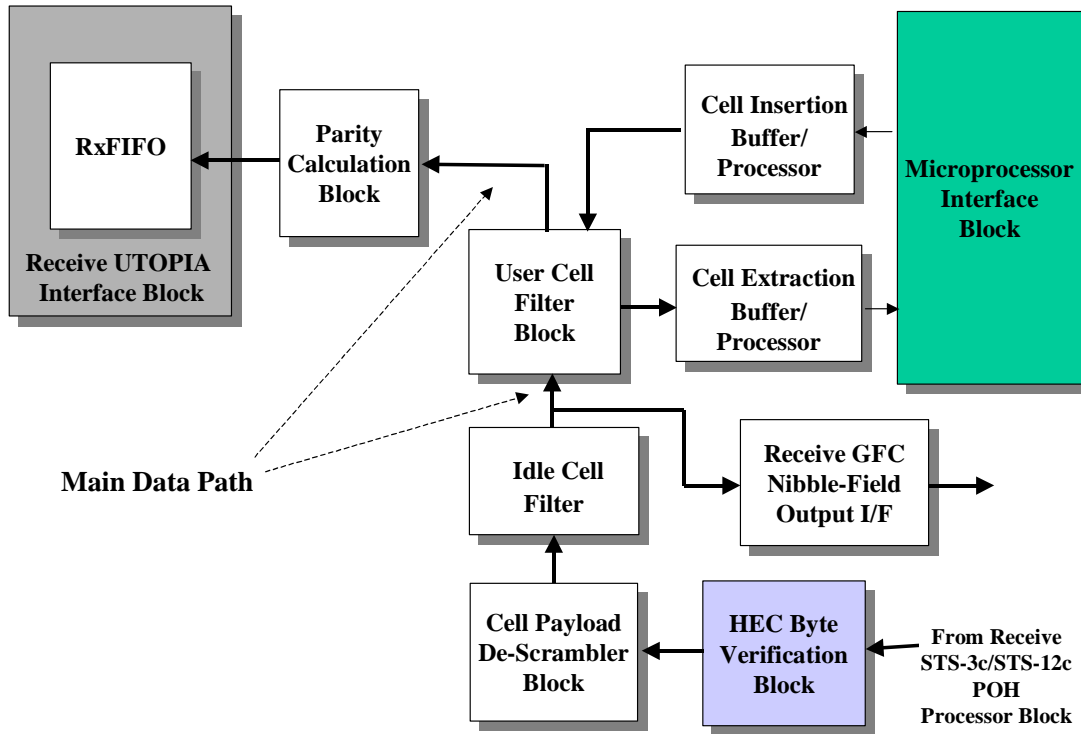 RxFIFO
Receive UTOPIA
Interface Block
Parity
Calculation
Block
Cell Insertion
Buffer/
Processor
Microprocessor
Interface
Block
User Cell
Filter
Block
Cell Extraction
Buffer/
Processor
Main Data Path
Idle Cell
Filter
Receive GFC
Nibble-Field
Output I/F
Cell Payload
De-Scrambler
Block
HEC Byte
Verification
Block
From Receive
STS-3c/STS-12c
POH
Processor Block